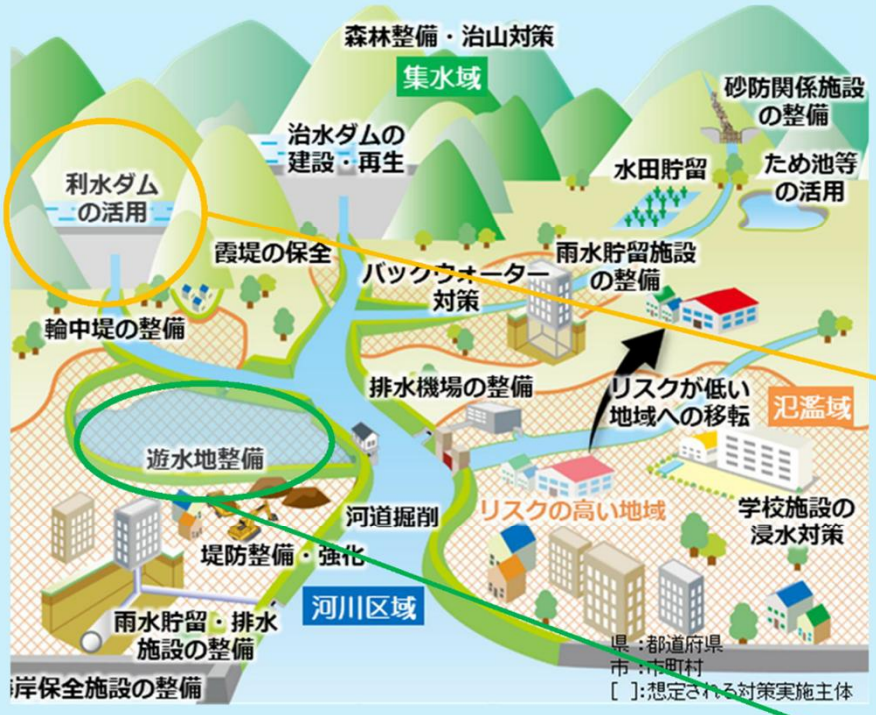 森林整備・治山対策
集水域
砂防関係施設
の整備
治水ダムの
建設・再生
水田貯留
ため池等
の活用
利水ダム
の活用
霞堤の保全
バックウォーター
対策
雨水貯留施設
の整備
輪中堤の整備
排水機場の整備
リスクが低い
地域への移転
氾濫域
遊水地整備
リスクの高い地域
学校施設の
浸水対策
河道掘削
堤防整備・強化
河川区域
雨水貯留・排水
施設の整備
県:都道府県
市:市町村
[ ]:想定される対策実施主体
岸保全施設の整備